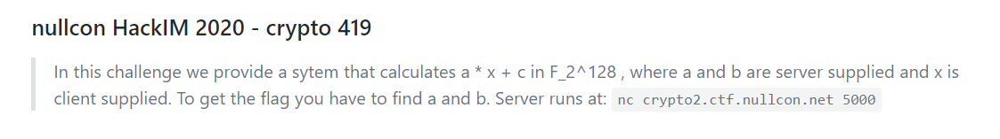 nullcon HackIM 2020 - crypto 419
In this challenge we provide a sytem that calculates a * x + c in F_2^128 , where a and b are server supplied and x is
client supplied. To get the flag you have to find a and b. Server runs at: nc crypto2.ctf.nullcon.net 5000